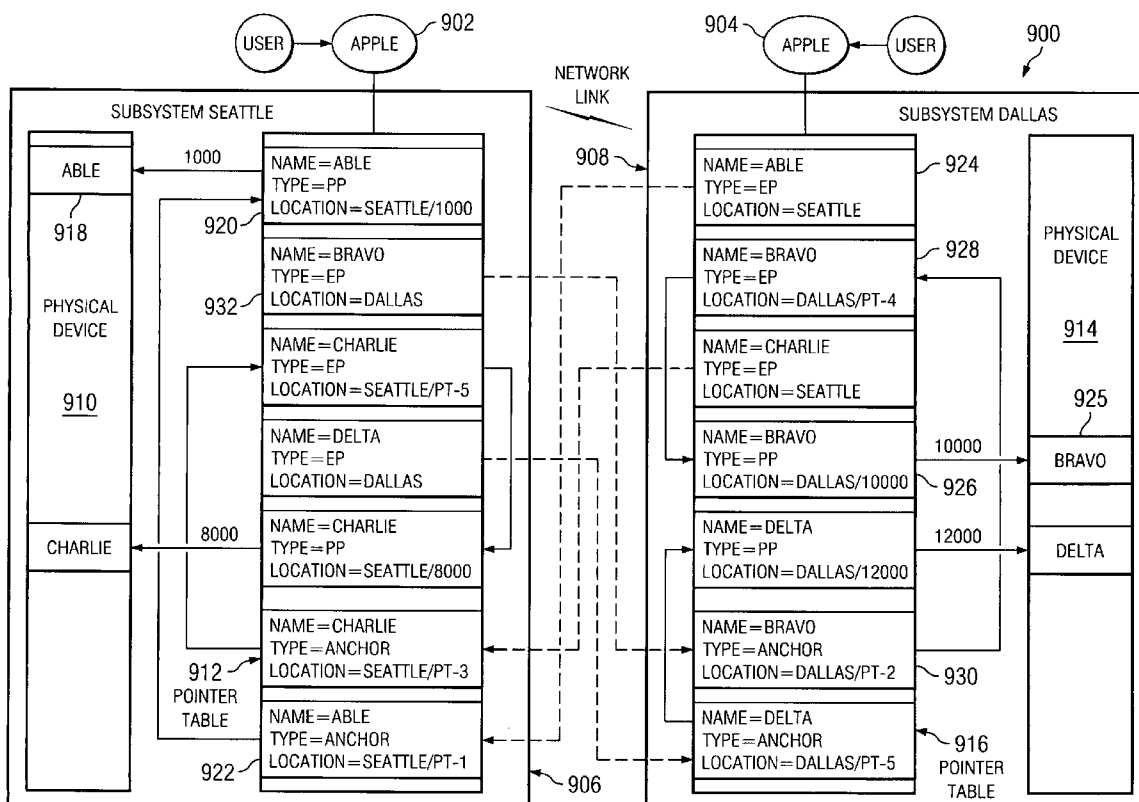 USER
APPLE
902
904
APPLE
USER
900
NETWORK
LINK
SUBSYSTEM SEATTLE
ABLE
918
PHYSICAL
DEVICE
910
CHARLIE
1000
8000
NAME=ABLE
TYPE=PP
LOCATION=SEATTLE/1000
920
NAME=BRAVO
TYPE=EP
LOCATION=DALLAS
932
NAME=CHARLIE
TYPE=EP
LOCATION=SEATTLE/PT-5
NAME=DELTA
TYPE=EP
LOCATION=DALLAS
NAME=CHARLIE
TYPE=PP
LOCATION=SEATTLE/8000
NAME=CHARLIE
TYPE=ANCHOR
LOCATION=SEATTLE/PT-3
912
POINTER
TABLE
NAME=ABLE
TYPE=ANCHOR
LOCATION=SEATTLE/PT-1
922
906
908
SUBSYSTEM DALLAS
NAME=ABLE
TYPE=EP
LOCATION=SEATTLE
924
NAME=BRAVO
TYPE=EP
LOCATION=DALLAS/PT-4
928
NAME=CHARLIE
TYPE=EP
LOCATION=SEATTLE
NAME=BRAVO
TYPE=PP
LOCATION=DALLAS/10000
926
10000
NAME=DELTA
TYPE=PP
LOCATION=DALLAS/12000
12000
NAME=BRAVO
TYPE=ANCHOR
LOCATION=DALLAS/PT-2
930
NAME=DELTA
TYPE=ANCHOR
LOCATION=DALLAS/PT-5
916
POINTER
TABLE
PHYSICAL
DEVICE
914
925
BRAVO
DELTA